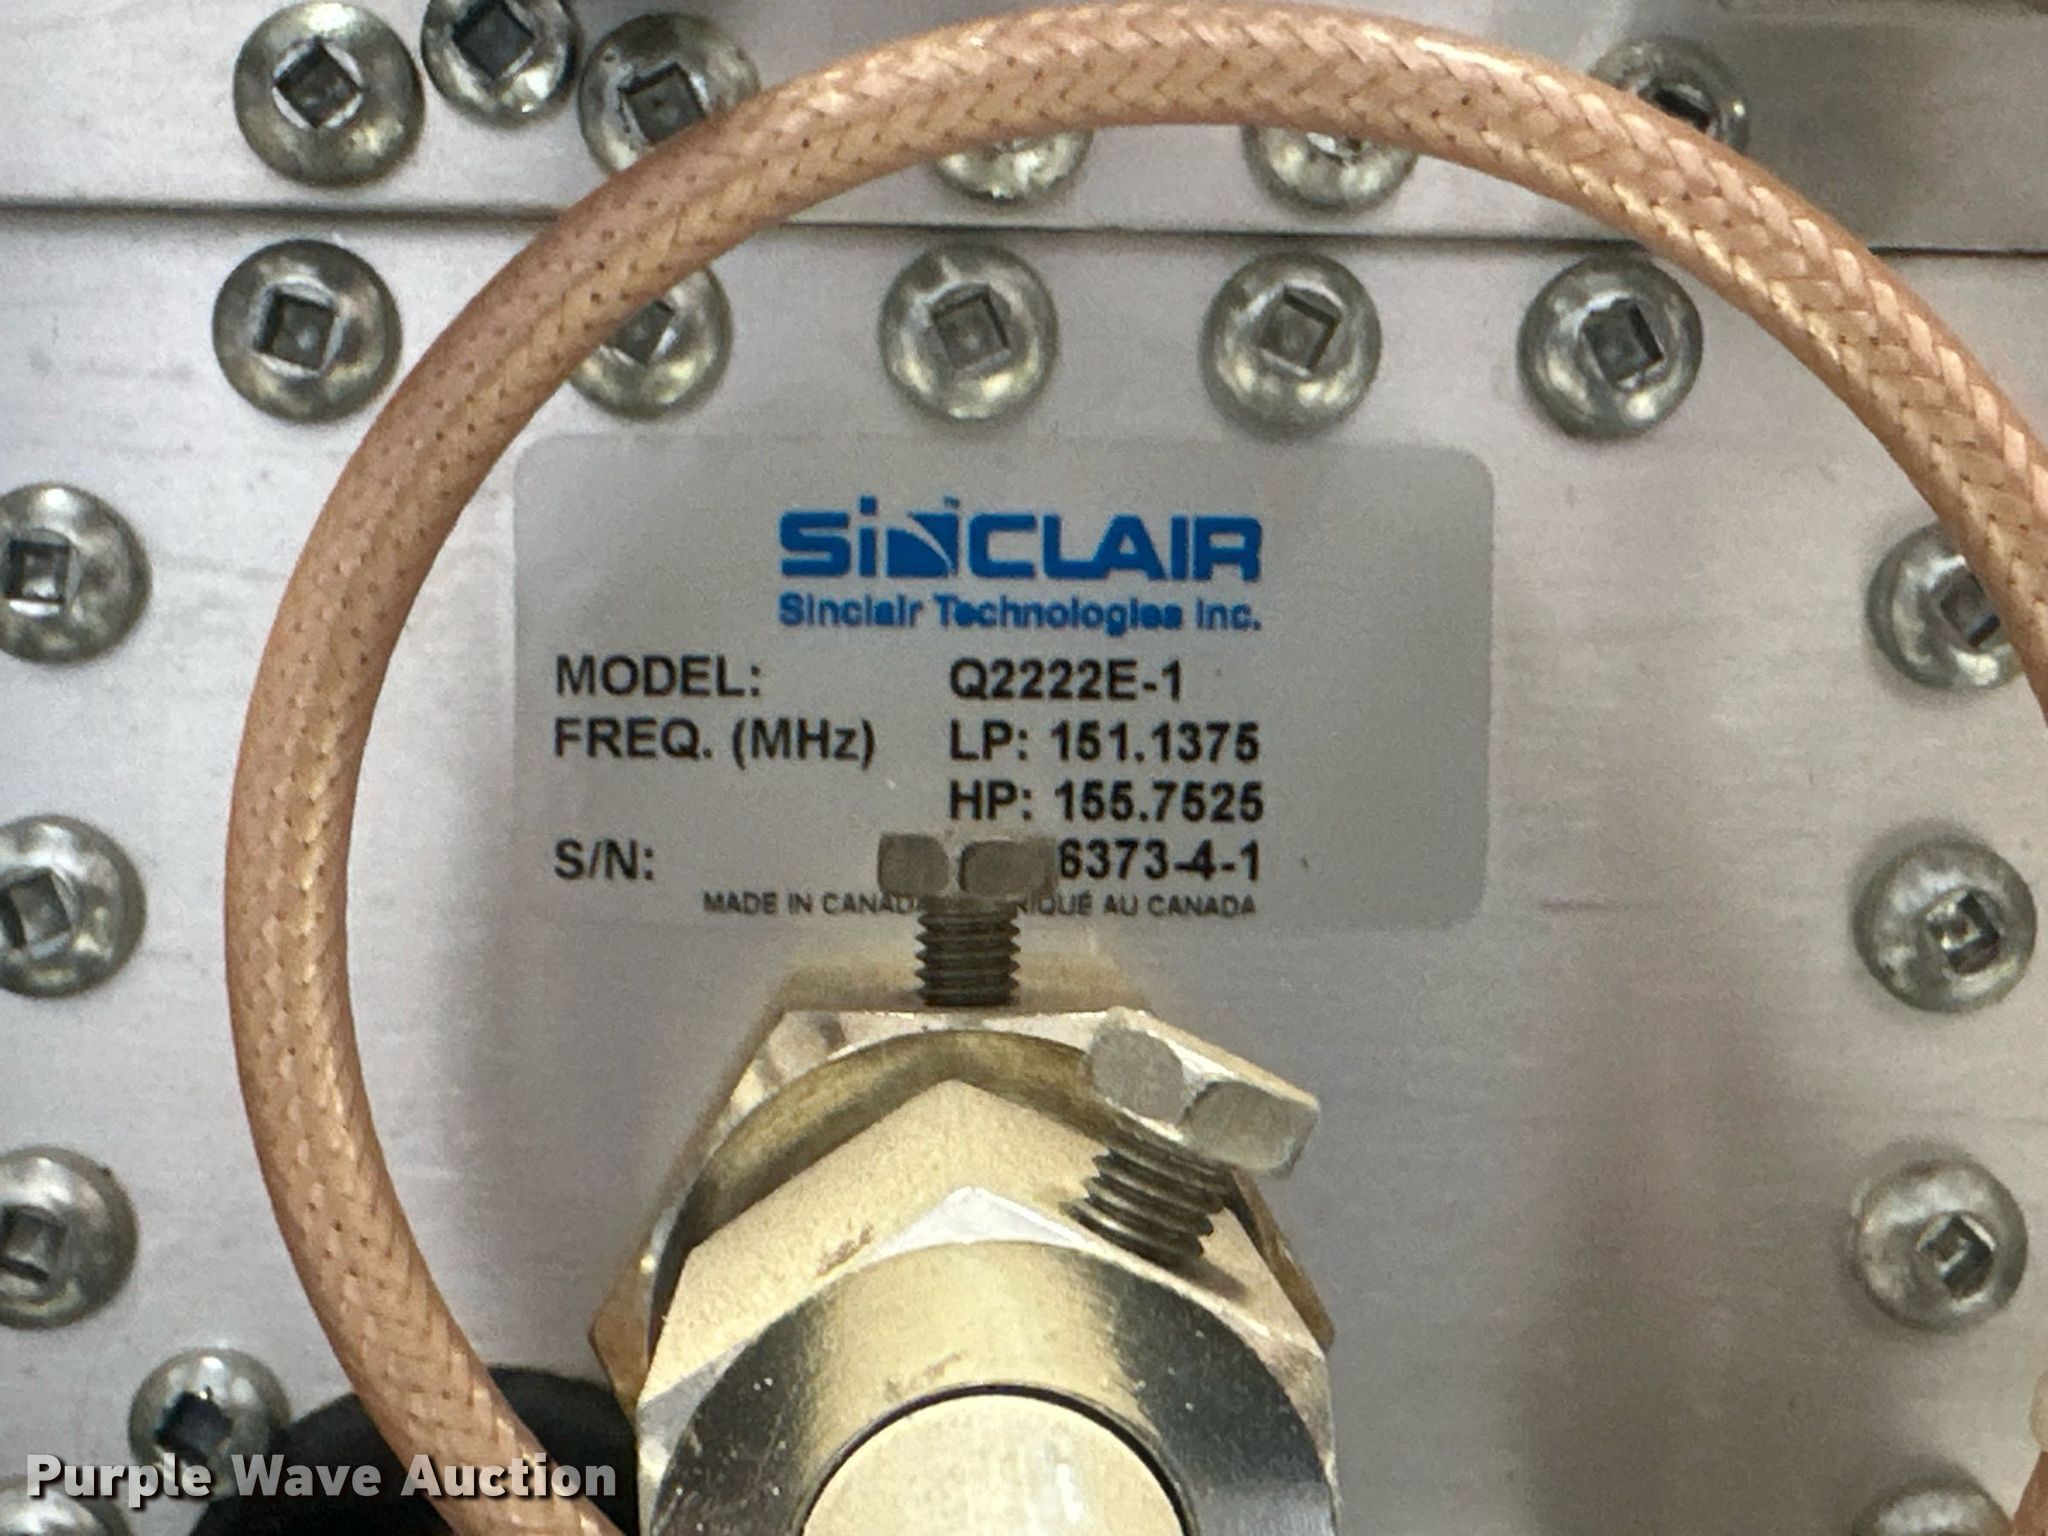 SiNCLAIR
Sinclair Technologies Inc.
MODEL: Q2222E-1
FREQ. (MHz) LP: 151.1375
HP: 155.7525
S/N: 6373-4-1
MADE IN CANADA AU CANADA
Purple Wave Auction